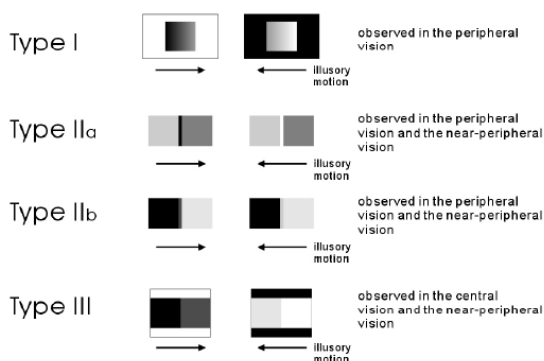 Type I
observed in the peripheral
vision
illusory
motion
Type IIa
observed in the peripheral
vision and the near-peripheral
vision
illusory
motion
Type IIb
observed in the peripheral
vision and the near-peripheral
vision
illusory
motion
Type III
observed in the central
vision and the near-peripheral
vision
illusory
motion